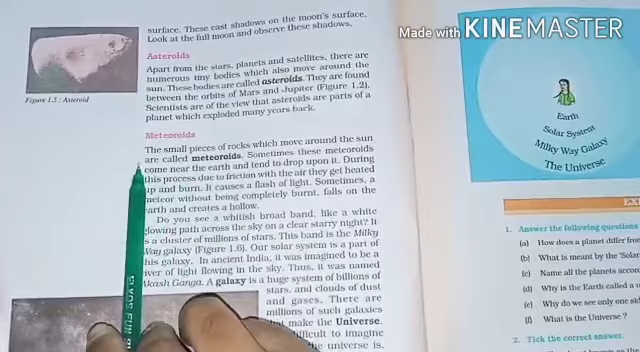 Made with KINEMASTER
surface. These cast shadows on the moon's surface.
Look at the full moon and observe these shadows.
Figure 1.5 : Asteroid
Asteroids
Apart from the stars, planets and satellites, there are
numerous tiny bodies which also move around the
sun. These bodies are called asteroids. They are found
between the orbits of Mars and Jupiter (Figure 1.2).
Scientists are of the view that asteroids are parts of a
planet which exploded many years back.
Meteoroids
The small pieces of rocks which move around the sun
are called meteoroids. Sometimes these meteoroids
come near the earth and tend to drop upon it. During
this process due to friction with the air they get heated
up and burn. It causes a flash of light. Sometimes, a
meteor without being completely burnt, falls on the
earth and creates a hollow.
Do you see a whitish broad band, like a white
glowing path across the sky on a clear starry night? It
s a cluster of millions of stars. This band is the Milky
Way galaxy (Figure 1.6). Our solar system is a part of
his galaxy. In ancient India, it was imagined to be a
iver of light flowing in the sky. Thus, it was named
Akash Ganga. A galaxy is a huge system of billions of
stars, and clouds of dust
and gases. There are
millions of such galaxies
make the Universe.
difficult to imagine
the universe is.
Earth
Solar System
Milky Way Galaxy
The Universe
EX
1. Answer the following questions
(a) How does a planet differ from
(b) What is meant by the 'Solar
(c) Name all the planets accor
(d) Why is the Earth called a u
(e) Why do we see only one sid
(f) What is the Universe ?
2. Tick the correct answer.